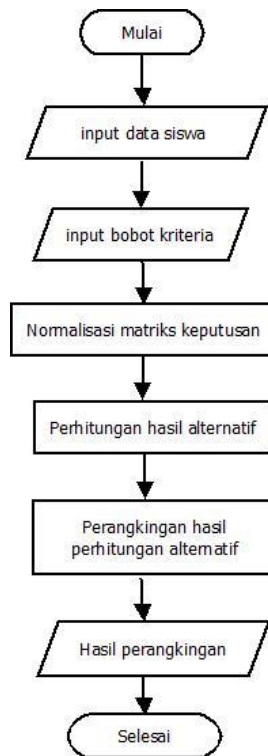 Mulai
input data siswa
input bobot kriteria
Normalisasi matriks keputusan
Perhitungan hasil alternatif
Perangkingan hasil
perhitungan alternatif
Hasil perangkingan
Selesai